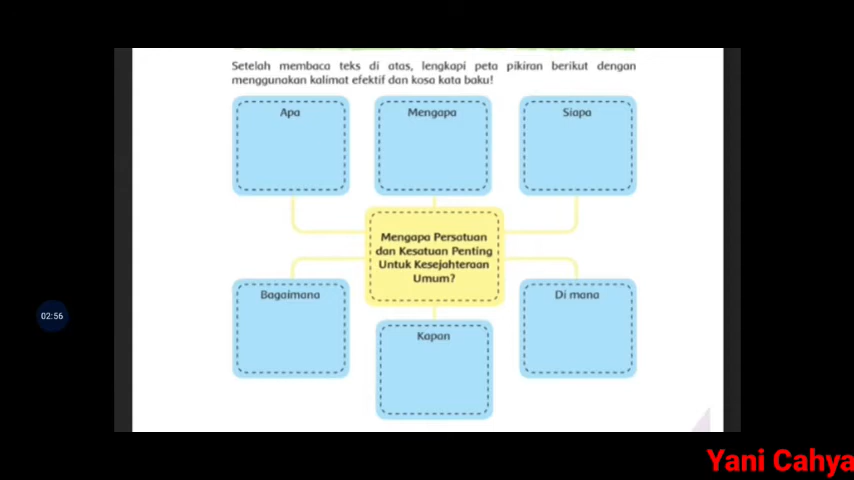 Setelah membaca teks di atas, lengkapi peta pikiran berikut dengan
menggunakan kalimat efektif dan kosa kata baku!
Apa
Mengapa
Siapa
Mengapa Persatuan
dan Kesatuan Penting
Untuk Kesejahteraan
Umum?
Bagaimana
Di mana
Kapan
02:56
Yani Cahya